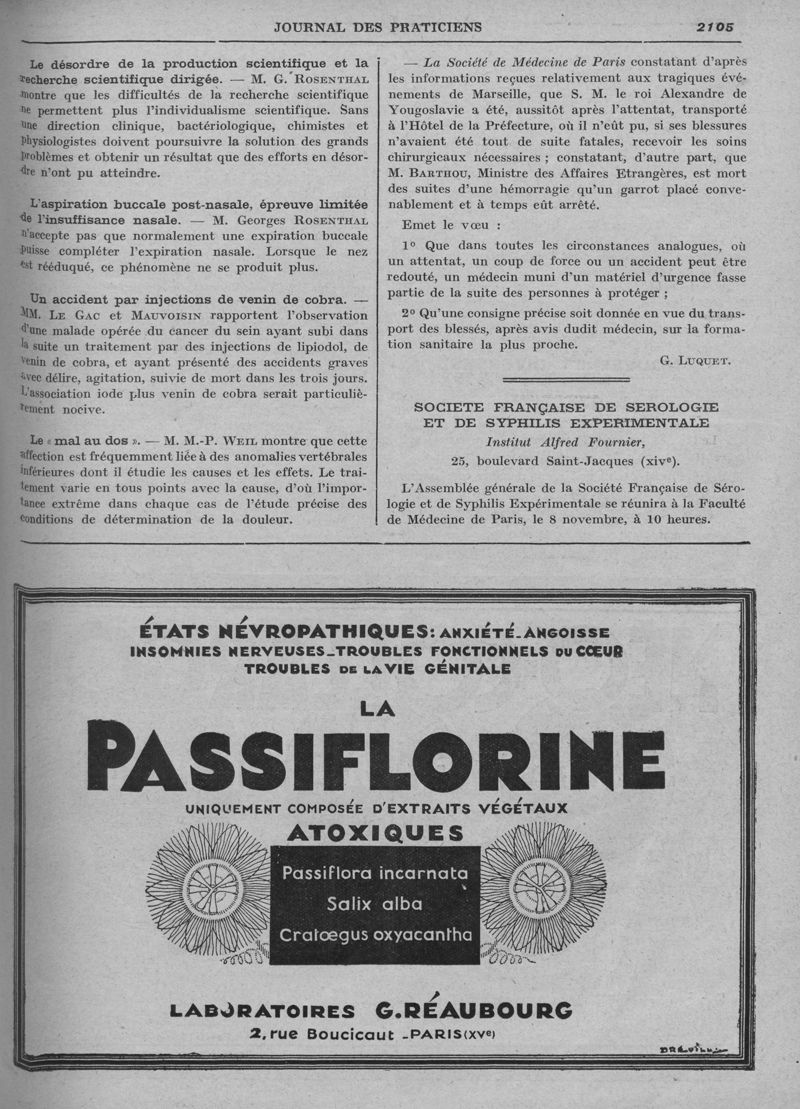 JOURNAL DES PRATICIENS 2105
Le désordre de la production scientifique et la
recherche scientifique dirigée. — M. G. ROSENTHAL
montre que les difficultés de la recherche scientifique
ne permettent plus l'individualisme scientifique. Sans
une direction clinique, bactériologique, chimistes et
physiologistes doivent poursuivre la solution des grands
problèmes et obtenir un résultat que des efforts en désor-
dre n'ont pu atteindre.
L'aspiration buccale post-nasale, épreuve limitée
de l'insuffisance nasale. — M. Georges ROSENTHAL
n'accepte pas que normalement une expiration buccale
puisse compléter l'expiration nasale. Lorsque le nez
est rééduqué, ce phénomène ne se produit plus.
Un accident par injections de venin de cobra. —
MM. LE GAC et MAUVOISIN rapportent l'observation
d'une malade opérée du cancer du sein ayant subi dans
la suite un traitement par des injections de lipiodol, de
venin de cobra, et ayant présenté des accidents graves
avec délire, agitation, suivie de mort dans les trois jours.
L'association iode plus venin de cobra serait particuliè-
rement nocive.
Le « mal au dos ». — M. M.-P. WEIL montre que cette
affection est fréquemment liée à des anomalies vertébrales
inférieures dont il étudie les causes et les effets. Le trai-
tement varie en tous points avec la cause, d'où l'impor-
tance extrême dans chaque cas de l'étude précise des
conditions de détermination de la douleur.
— La Société de Médecine de Paris constatant d'après
les informations reçues relativement aux tragiques évé-
nements de Marseille, que S. M. le roi Alexandre de
Yougoslavie a été, aussitôt après l'attentat, transporté
à l'Hôtel de la Préfecture, où il n'eût pu, si ses blessures
n'avaient été tout de suite fatales, recevoir les soins
chirurgicaux nécessaires ; constatant, d'autre part, que
M. BARTHOU, Ministre des Affaires Etrangères, est mort
des suites d'une hémorragie qu'un garrot placé conve-
nablement et à temps eût arrêté.
Emet le vœu :
1º Que dans toutes les circonstances analogues, où
un attentat, un coup de force ou un accident peut être
redouté, un médecin muni d'un matériel d'urgence fasse
partie de la suite des personnes à protéger ;
2º Qu'une consigne précise soit donnée en vue du trans-
port des blessés, après avis dudit médecin, sur la forma-
tion sanitaire la plus proche.
G. LUQUET.
SOCIETE FRANÇAISE DE SEROLOGIE
ET DE SYPHILIS EXPERIMENTALE
Institut Alfred Fournier,
25, boulevard Saint-Jacques (XIVe).
L'Assemblée générale de la Société Française de Séro-
logie et de Syphilis Expérimentale se réunira à la Faculté
de Médecine de Paris, le 8 novembre, à 10 heures.
ÉTATS NÉVROPATHIQUES: ANXIÉTÉ-ANGOISSE
INSOMNIES NERVEUSES-TROUBLES FONCTIONNELS DU CŒUR
TROUBLES DE LA VIE GÉNITALE
LA
PASSIFLORINE
UNIQUEMENT COMPOSÉE D'EXTRAITS VÉGÉTAUX
ATOXIQUES
Passiflora incarnata
Salix alba
Cratœgus oxyacantha
LABORATOIRES G.RÉAUBOURG
2, rue Boucicaut - PARIS (XVe)